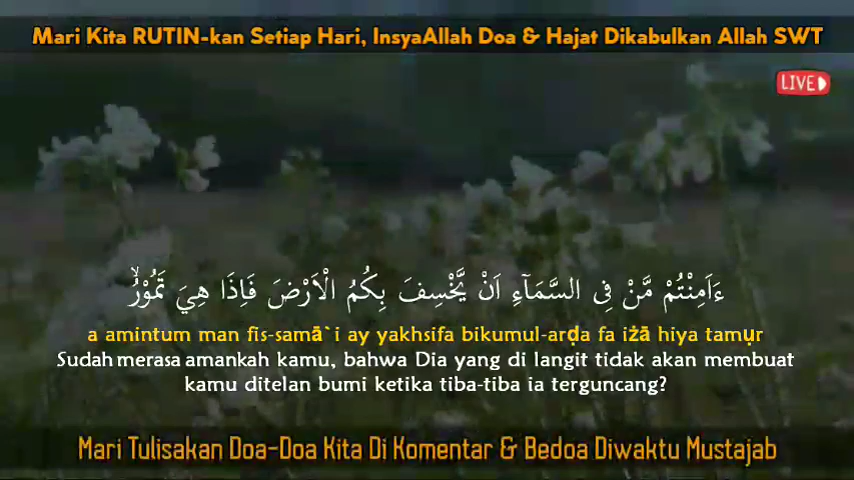 Mari Kita RUTIN-kan Setiap Hari, InsyaAllah Doa & Hajat Dikabulkan Allah SWT
LIVE
ءَاَمِنْتُمْ مَّنْ فِى السَّمَاۤءِ اَنْ يَّخْسِفَ بِكُمُ الْاَرْضَ فَاِذَا هِيَ تَمُوْرُۙ
a amintum man fis-samā`i ay yakhsifa bikumul-arḍa fa iżā hiya tamụr
Sudah merasa amankah kamu, bahwa Dia yang di langit tidak akan membuat
kamu ditelan bumi ketika tiba-tiba ia terguncang?
Mari Tulisakan Doa-Doa Kita Di Komentar & Bedoa Diwaktu Mustajab